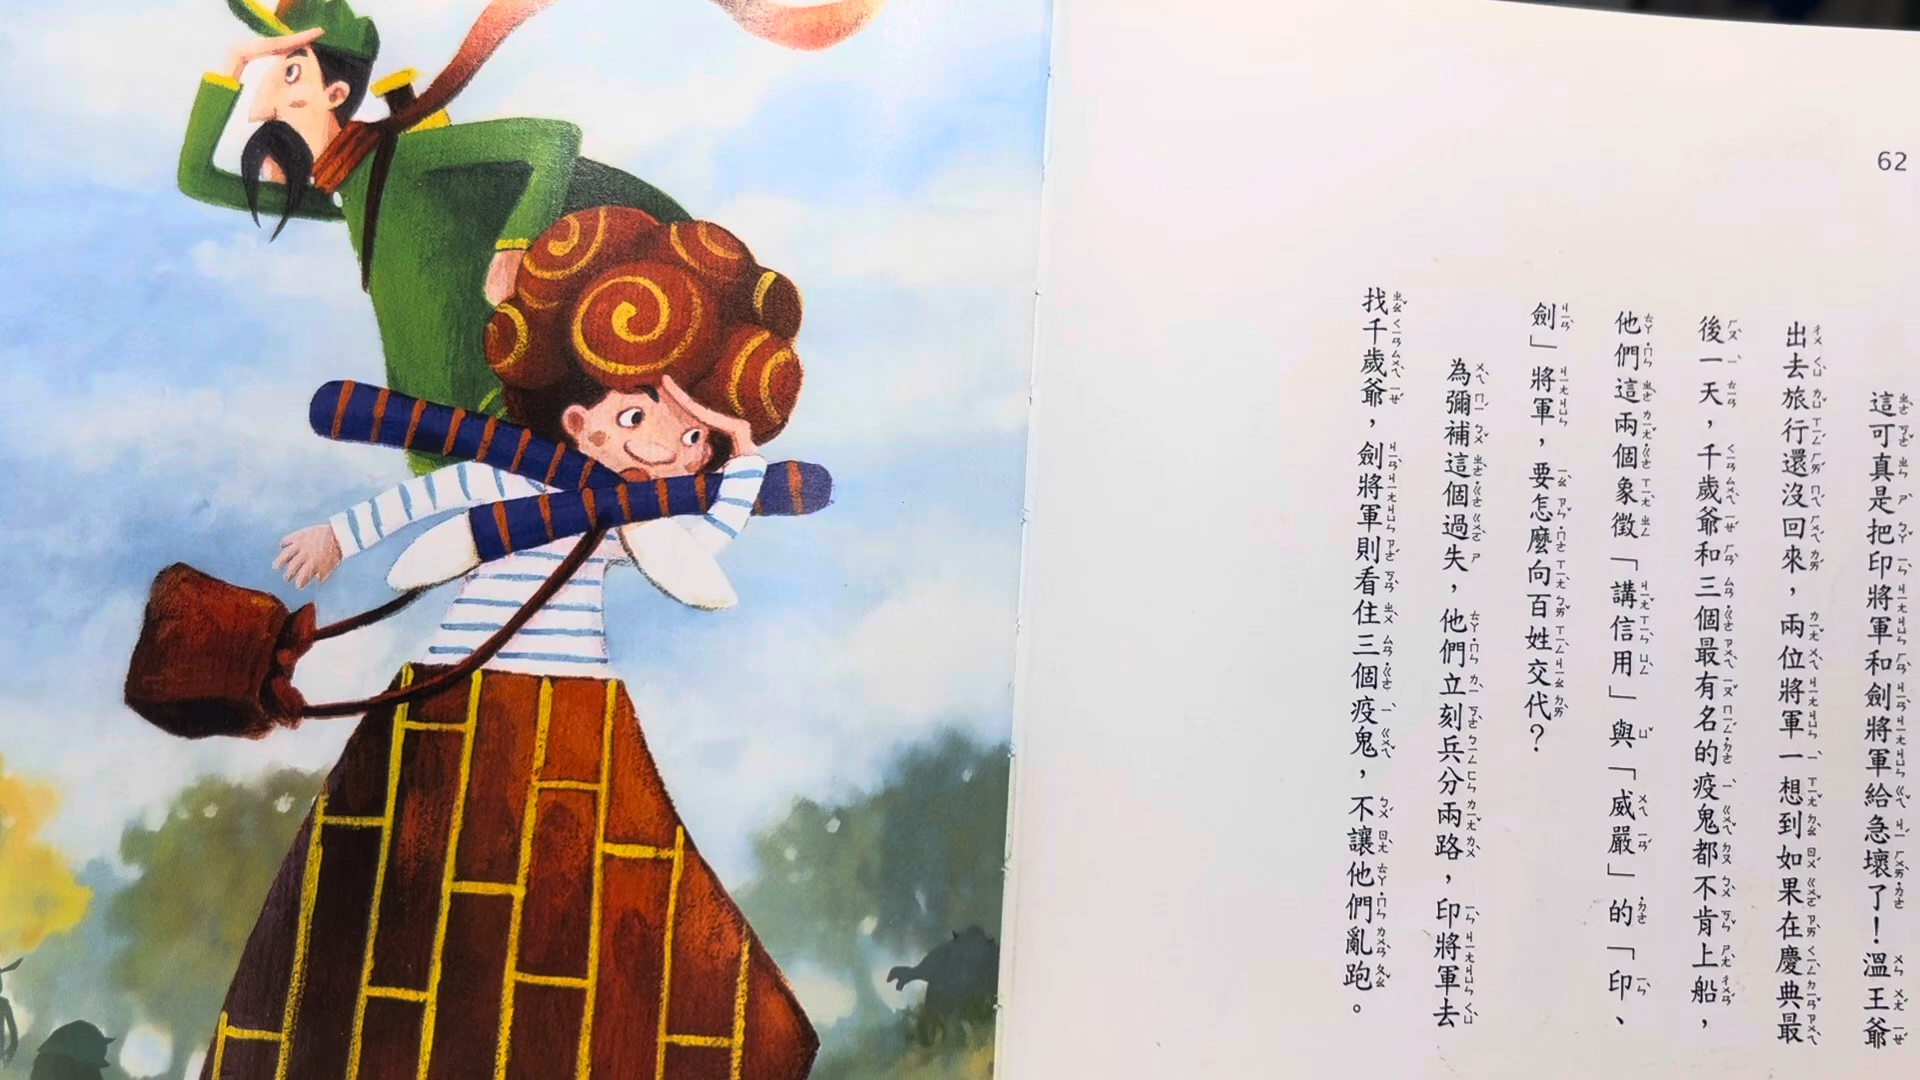 62
這可真是把印將軍和劍將軍給急壞了！溫王爺
出去旅行還沒回來，兩位將軍一想到如果在慶典最
後一天，千歲爺和三個最有名的疫鬼都不肯上船，
他們這兩個象徵「講信用」與「威嚴」的「印、
劍」將軍，要怎麼向百姓交代？
為彌補這個過失，他們立刻兵分兩路，印將軍去
找千歲爺，劍將軍則看住三個疫鬼，不讓他們亂跑。